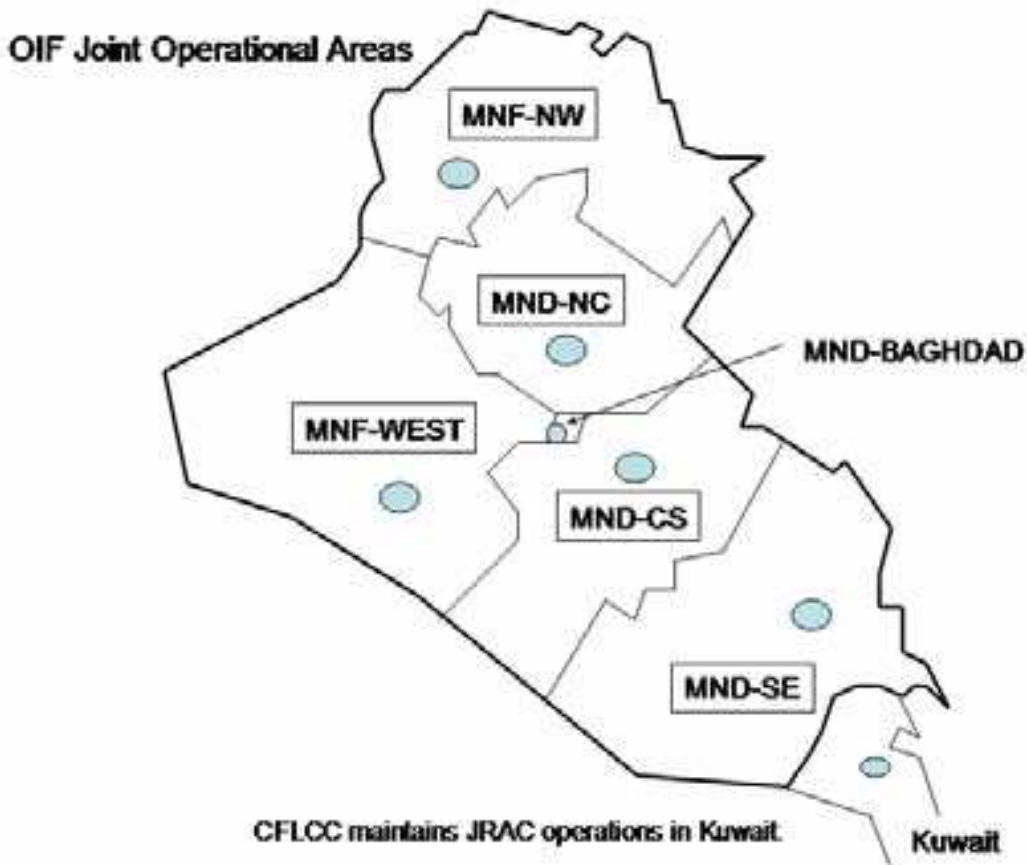 OIF Joint Operational Areas
MNF-NW
MND-NC
MND-BAGHDAD
MNF-WEST
MND-CS
MND-SE
CFLCC maintains JRAC operations in Kuwait.
Kuwait